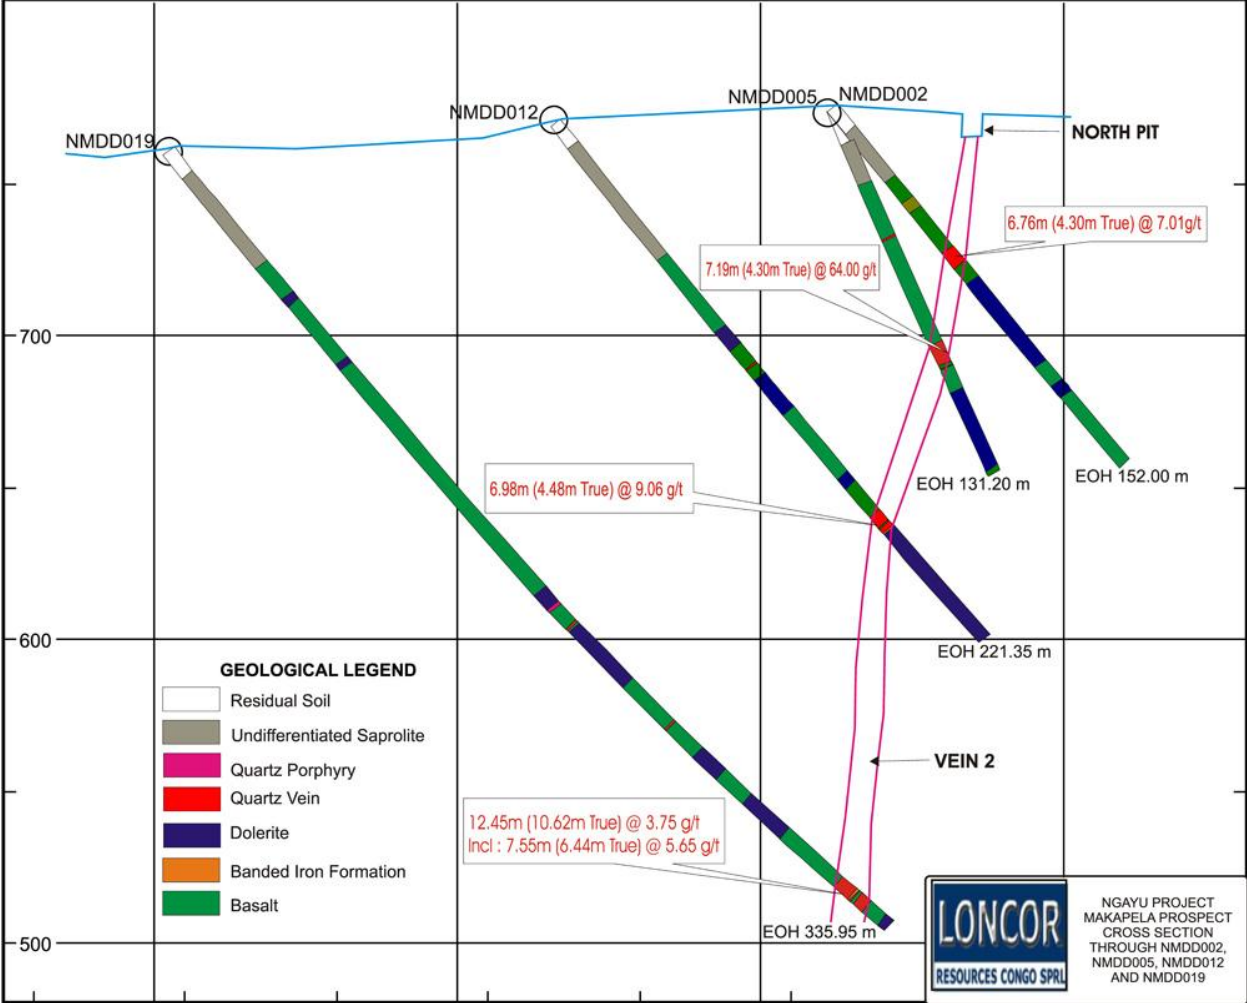 NMDD005
NMDD002
NMDD012
NMDD019
NORTH PIT
6.76m (4.30m True) @ 7.01g/t
7.19m (4.30m True) @ 64.00 g/t
700
EOH 131.20 m
EOH 152.00 m
6.98m (4.48m True) @ 9.06 g/t
600
EOH 221.35 m
GEOLOGICAL LEGEND
Residual Soil
Undifferentiated Saprolite
Quartz Porphyry
Quartz Vein
Dolerite
Banded Iron Formation
Basalt
VEIN 2
12.45m (10.62m True) @ 3.75 g/t
Incl : 7.55m (6.44m True) @ 5.65 g/t
EOH 335.95 m
500
LONCOR
RESOURCES CONGO SPRL
NGAYU PROJECT
MAKAPELA PROSPECT
CROSS SECTION
THROUGH NMDD002,
NMDD005, NMDD012
AND NMDD019